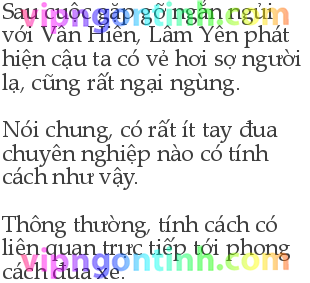 Sau cuộc gặp gỡ ngắn ngủi
vipngontinh.com
với Văn Hiên, Lâm Yên phát
hiện cậu ta có vẻ hơi sợ người
lạ, cũng rất ngại ngùng.
Nói chung, có rất ít tay đua
chuyên nghiệp nào có tính
cách như vậy.
Thông thường, tính cách có
liên quan trực tiếp tới phong
vipngontinh.com
cách đua xe.